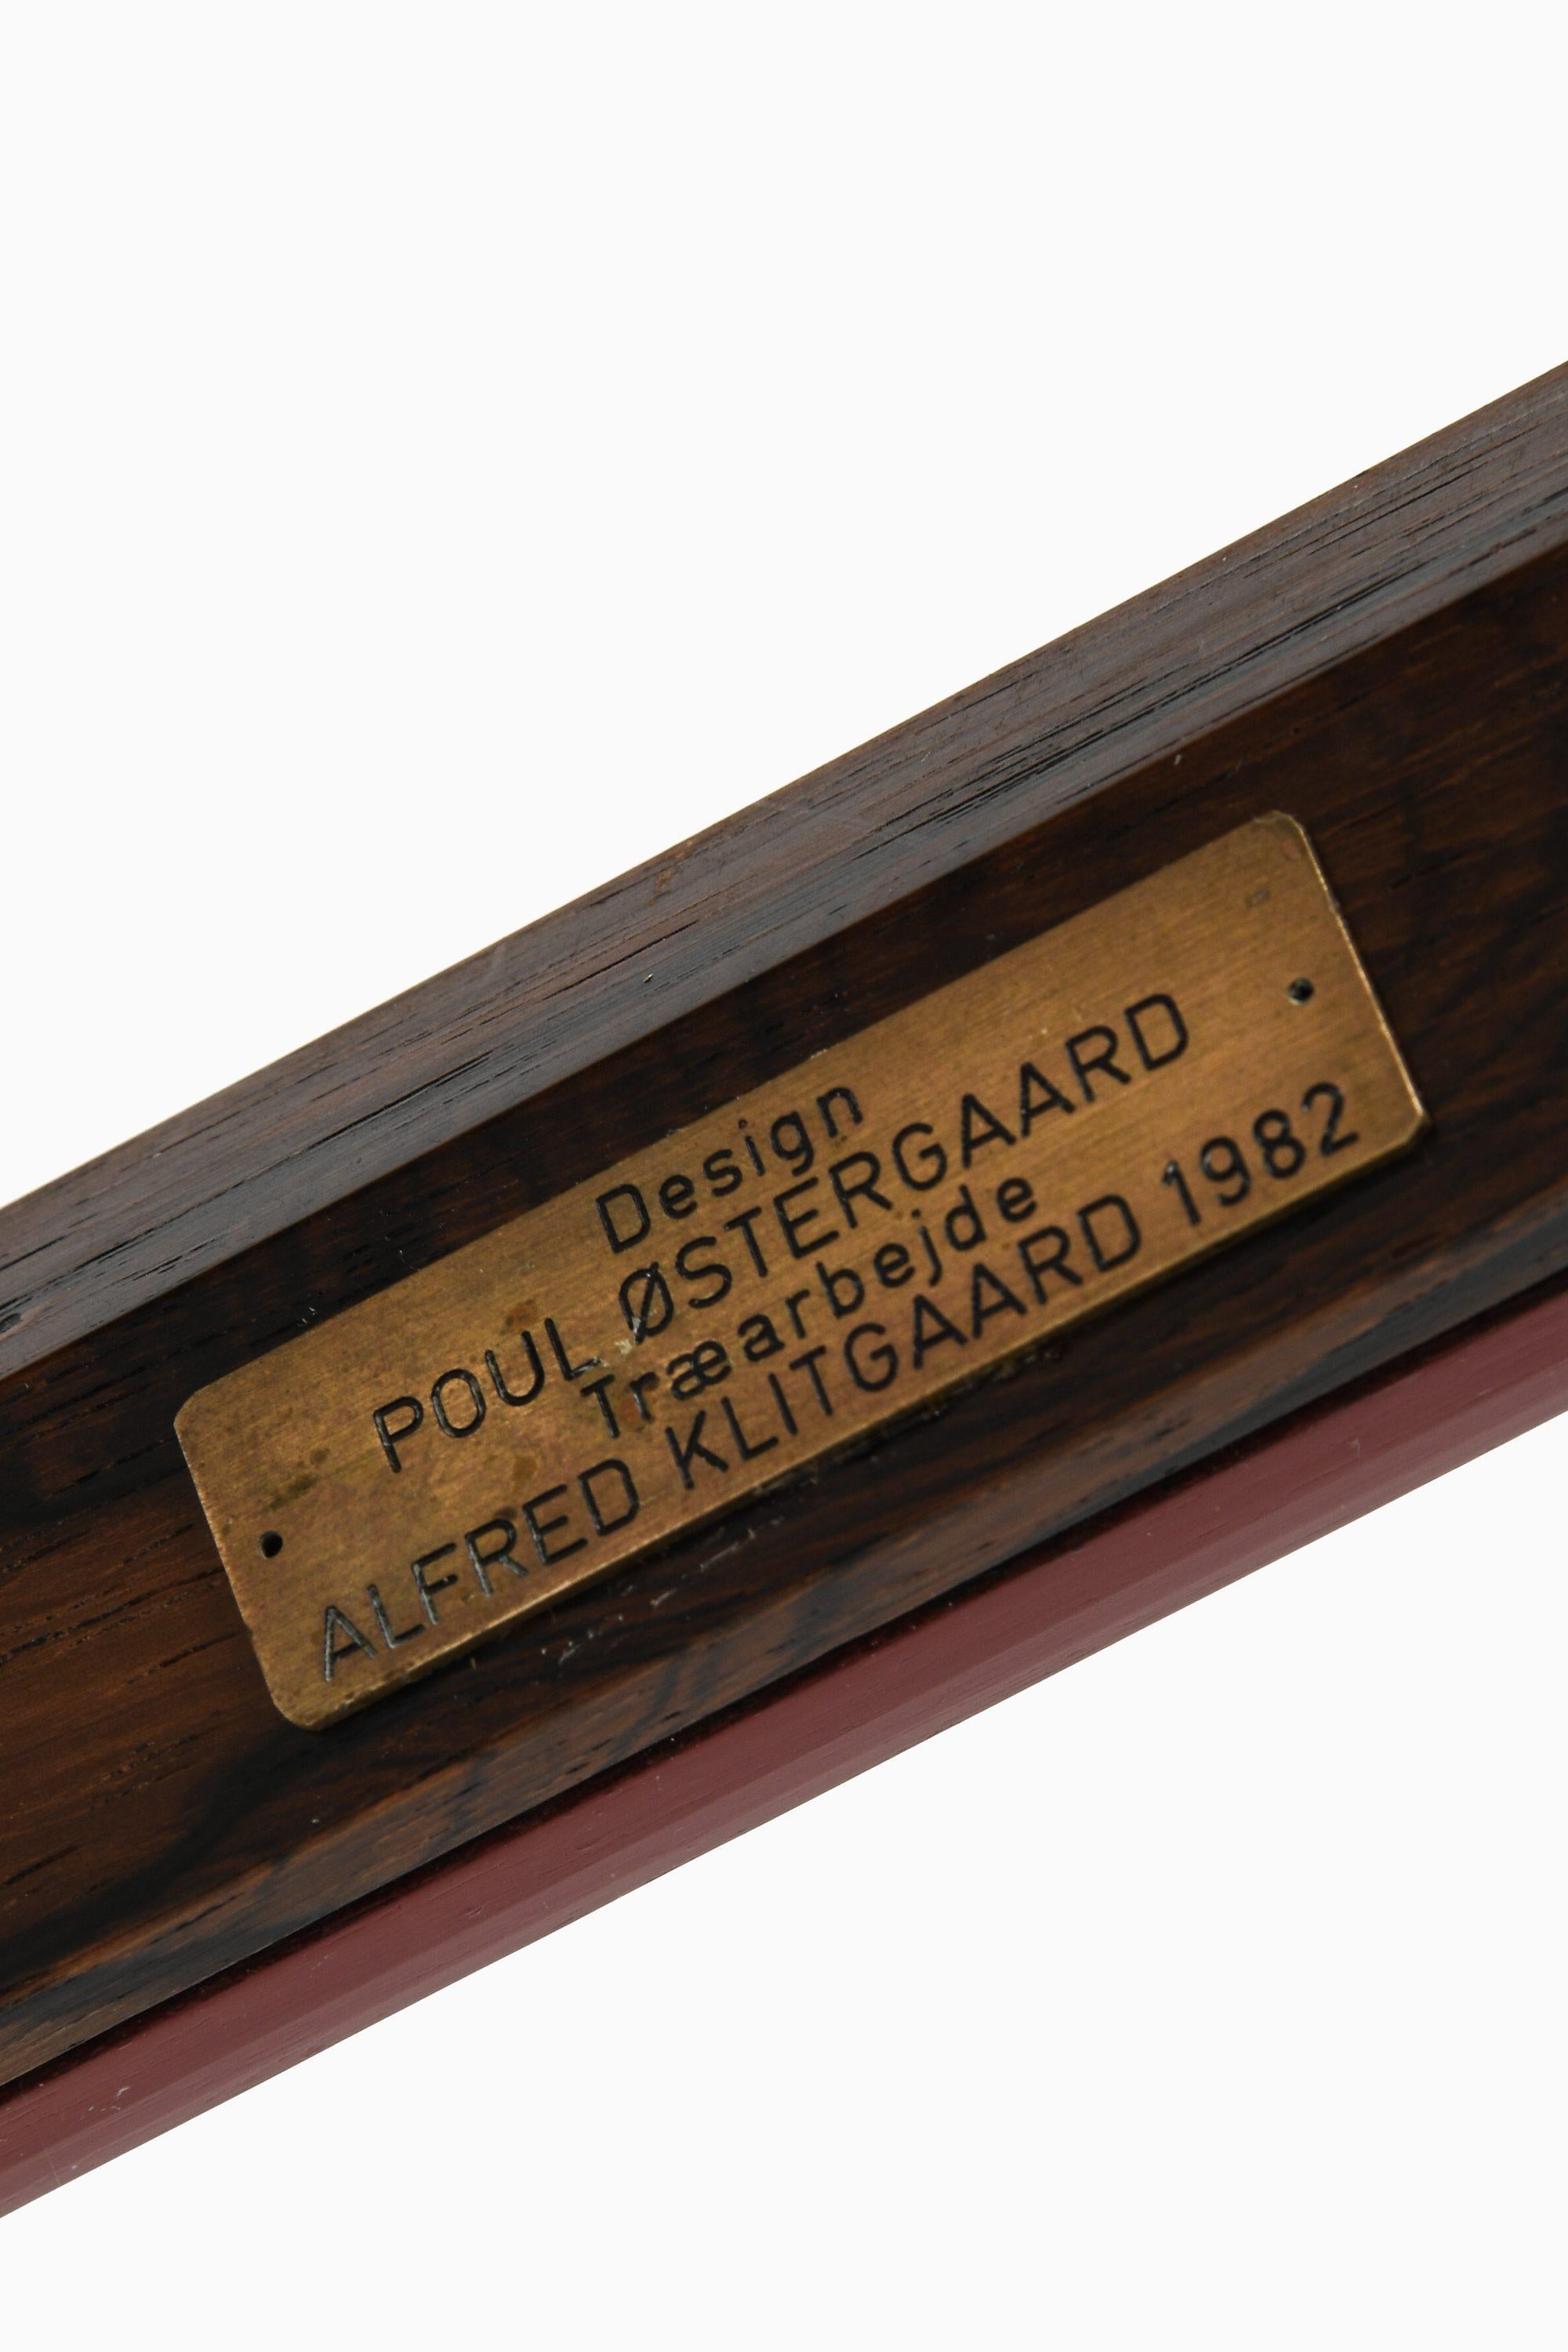 Design
POUL ØSTERGAARD
Træarbejde
ALFRED KLITGAARD 1982